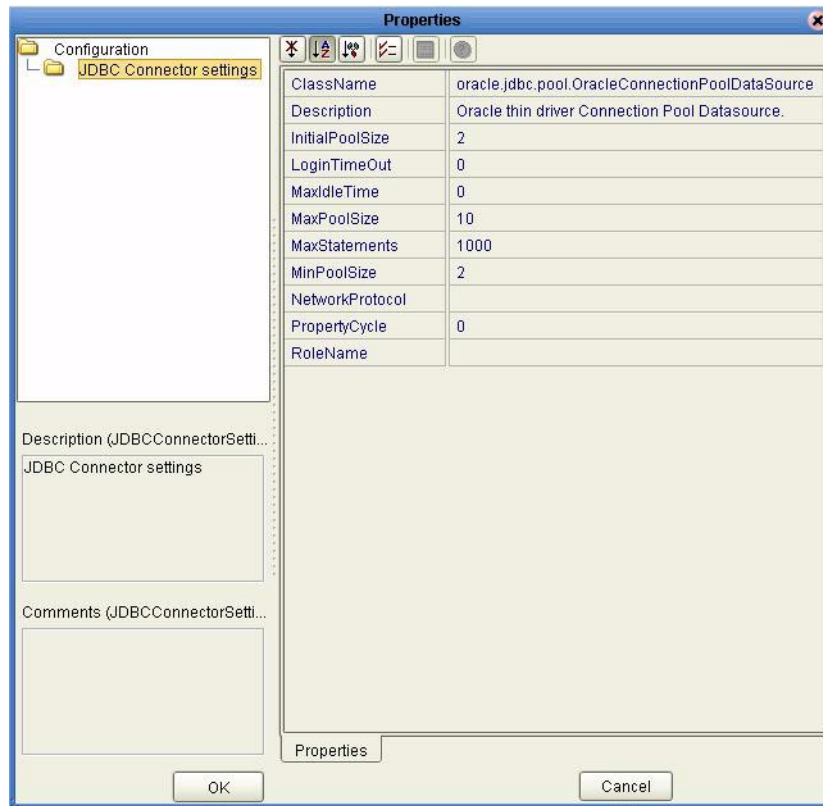 Properties
Configuration
JDBC Connector settings
ClassName oracle.jdbc.pool.OracleConnectionPoolDataSource
Description Oracle thin driver Connection Pool Datasource.
InitialPoolSize 2
LoginTimeOut 0
MaxIdleTime 0
MaxPoolSize 10
MaxStatements 1000
MinPoolSize 2
NetworkProtocol
PropertyCycle 0
RoleName
Description (JDBCConnectorSetti...
JDBC Connector settings
Comments (JDBCConnectorSetti...
Properties
OK
Cancel